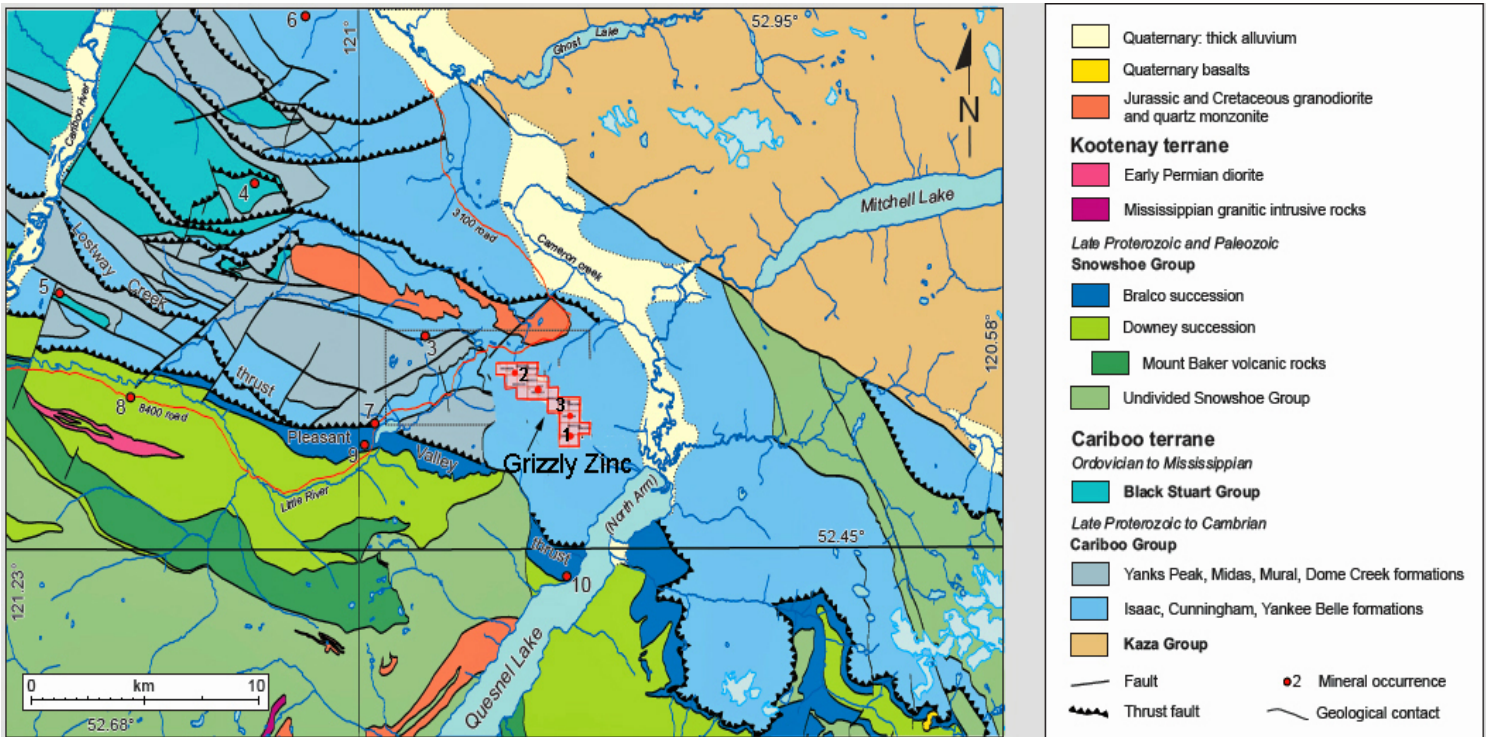 6
121°
52.95°
Ghost Lake
N
Cariboo river
4
Mitchell Lake
3100 road
Cameron creek
Lostway
Creek
5
3
120.58°
thrust
2
3
1
8
8400 road
7
Pleasant
9
Valley
Grizzly Zinc
Little River
(North Arm)
52.45°
thrust
10
121.23°
Quesnel Lake
0 km 10
52.68°
Quaternary: thick alluvium
Quaternary basalts
Jurassic and Cretaceous granodiorite
and quartz monzonite
Kootenay terrane
Early Permian diorite
Mississippian granitic intrusive rocks
Late Proterozoic and Paleozoic
Snowshoe Group
Bralco succession
Downey succession
Mount Baker volcanic rocks
Undivided Snowshoe Group
Cariboo terrane
Ordovician to Mississippian
Black Stuart Group
Late Proterozoic to Cambrian
Cariboo Group
Yanks Peak, Midas, Mural, Dome Creek formations
Isaac, Cunningham, Yankee Belle formations
Kaza Group
Fault
2 Mineral occurrence
Thrust fault
Geological contact